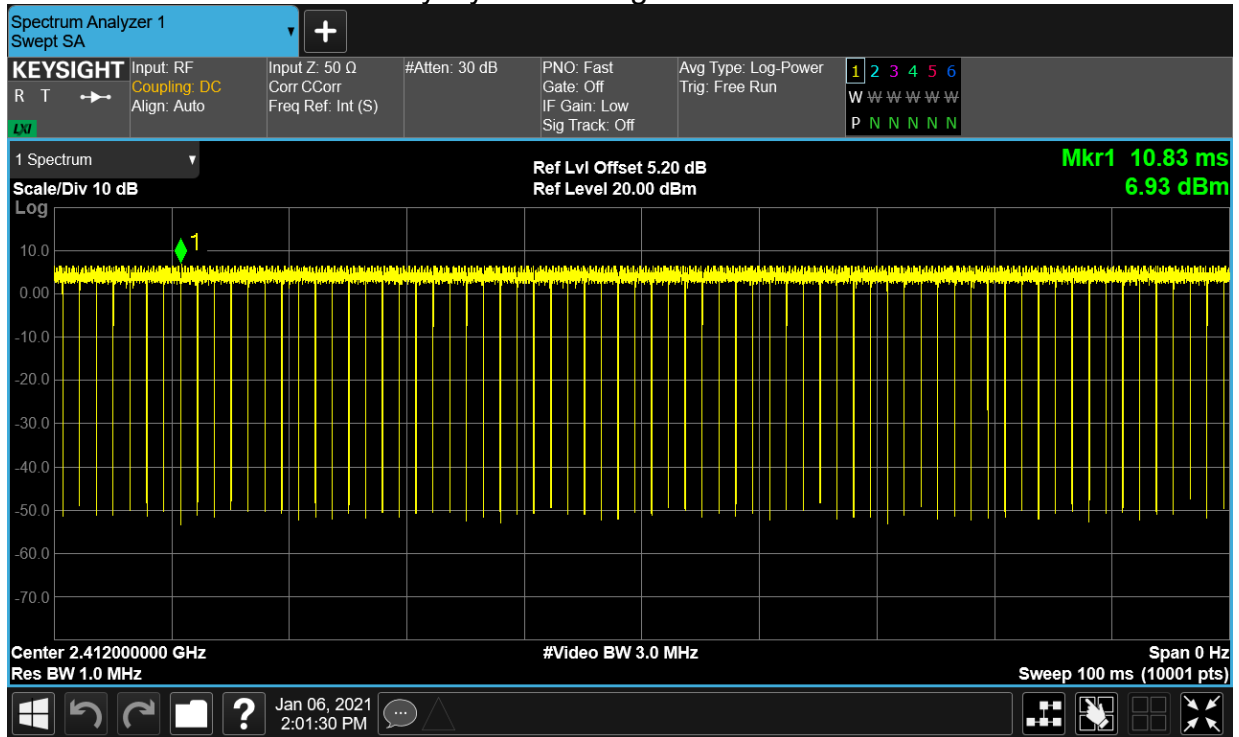 Spectrum Analyzer 1
Swept SA
KEYSIGHT
R T
LXI
Input: RF
Coupling: DC
Align: Auto
Input Z: 50 Ω
Corr CCorr
Freq Ref: Int (S)
#Atten: 30 dB
PNO: Fast
Gate: Off
IF Gain: Low
Sig Track: Off
Avg Type: Log-Power
Trig: Free Run
1 2 3 4 5 6
W W W W W W
P N N N N N
1 Spectrum
Scale/Div 10 dB
Log
Ref Lvl Offset 5.20 dB
Ref Level 20.00 dBm
Mkr1 10.83 ms
6.93 dBm
1
10.0
0.00
-10.0
-20.0
-30.0
-40.0
-50.0
-60.0
-70.0
Center 2.412000000 GHz
Res BW 1.0 MHz
#Video BW 3.0 MHz
Span 0 Hz
Sweep 100 ms (10001 pts)
?
Jan 06, 2021
2:01:30 PM